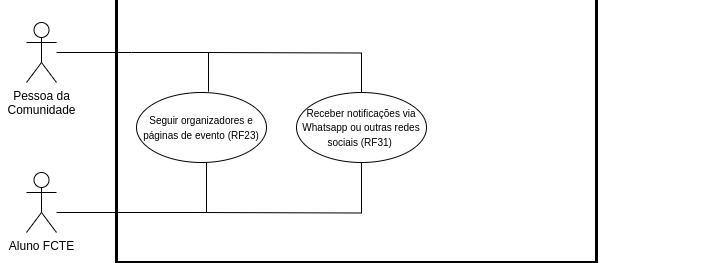 Pessoa da
Comunidade
Seguir organizadores e
páginas de evento (RF23)
Receber notificações via
Whatsapp ou outras redes
sociais (RF31)
Aluno FCTE